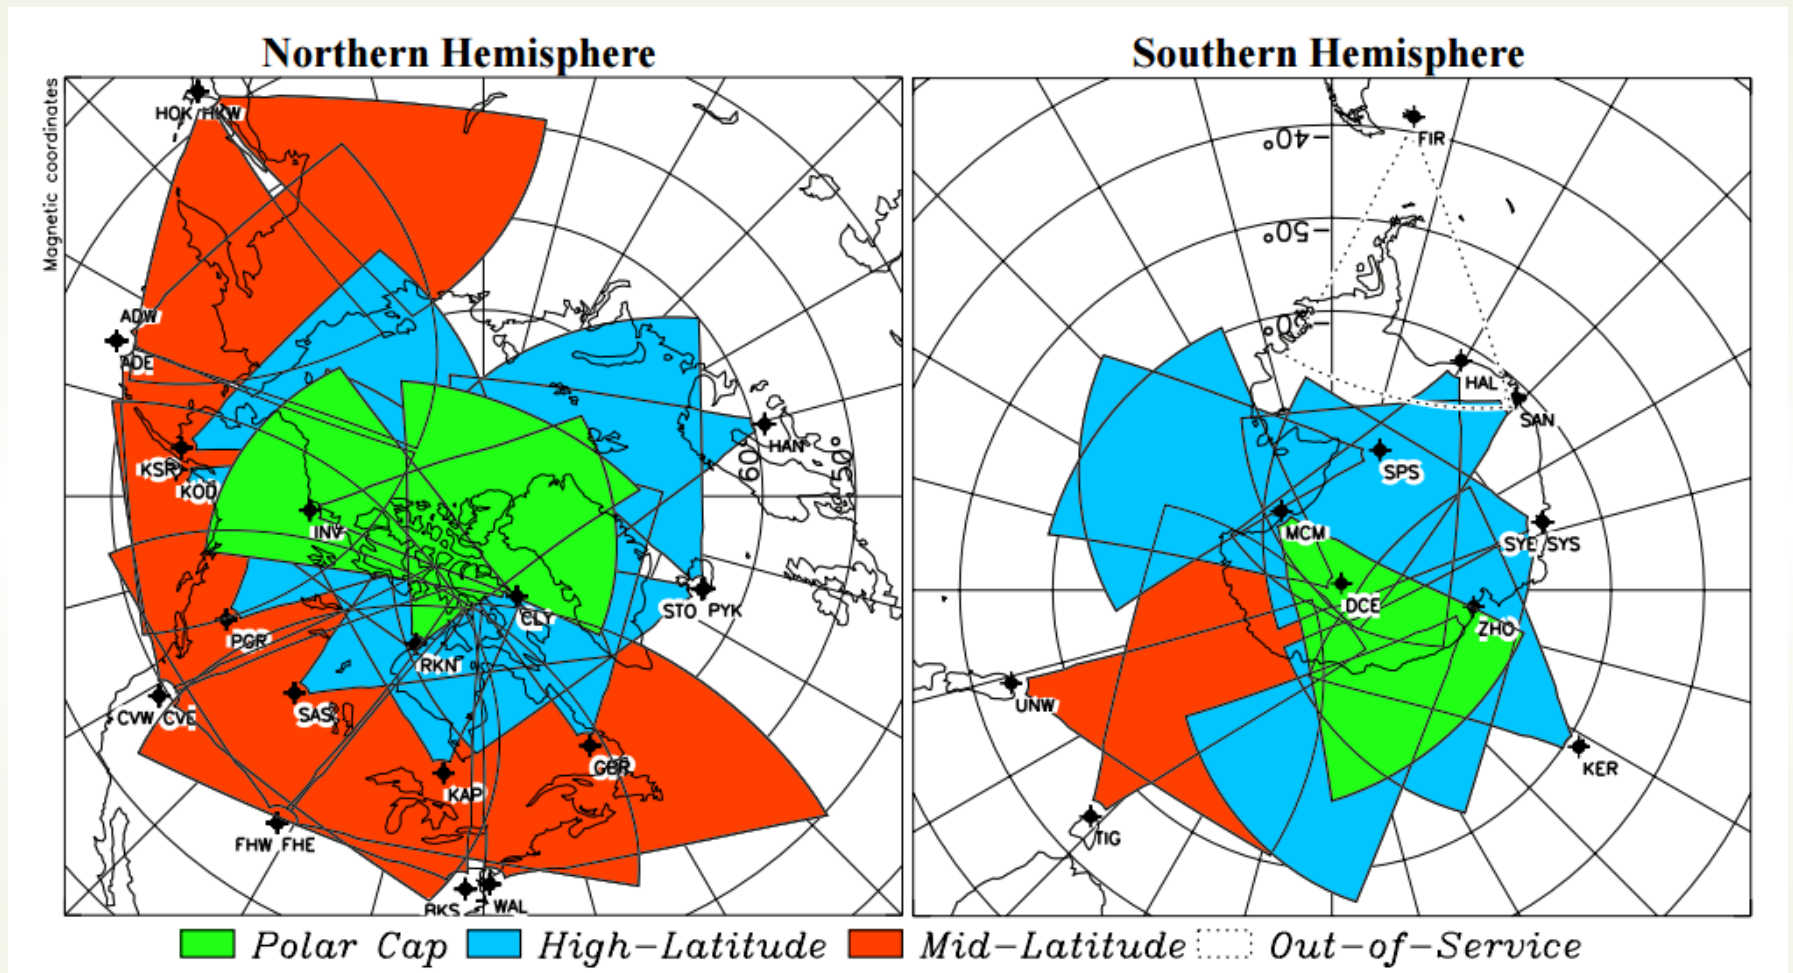 Northern Hemisphere
Southern Hemisphere
Magnetic coordinates
HOK HKW
ADW
ADE
KSR
KOD
INV
PGR
CVW CVE
SAS
RKN
CLY
FHW FHE
KAP
GBR
BKS
WAL
STO PYK
HAN
60°
50°
-40°
-50°
FIR
HAL
SAN
SPS
MCM
SYE SYS
DCE
ZHO
KER
UNW
TIG
Polar Cap
High-Latitude
Mid-Latitude
Out-of-Service